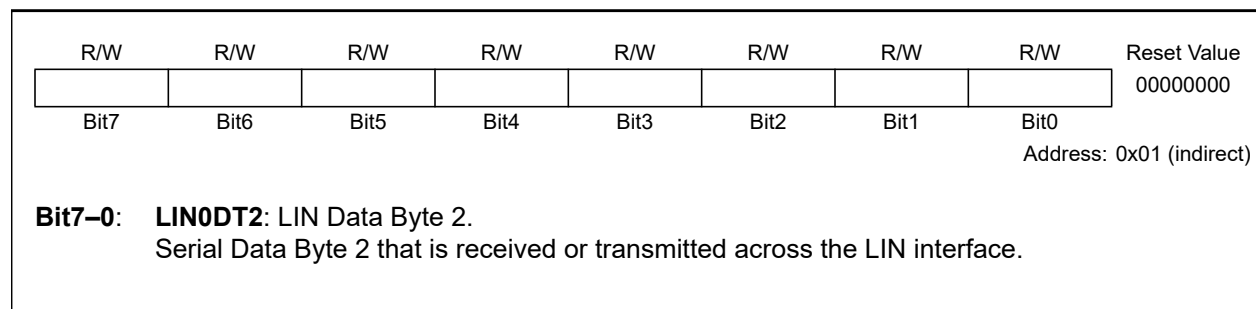 R/W R/W R/W R/W R/W R/W R/W R/W Reset Value
00000000
Bit7 Bit6 Bit5 Bit4 Bit3 Bit2 Bit1 Bit0
Address: 0x01 (indirect)
Bit7–0: LIN0DT2: LIN Data Byte 2.
Serial Data Byte 2 that is received or transmitted across the LIN interface.